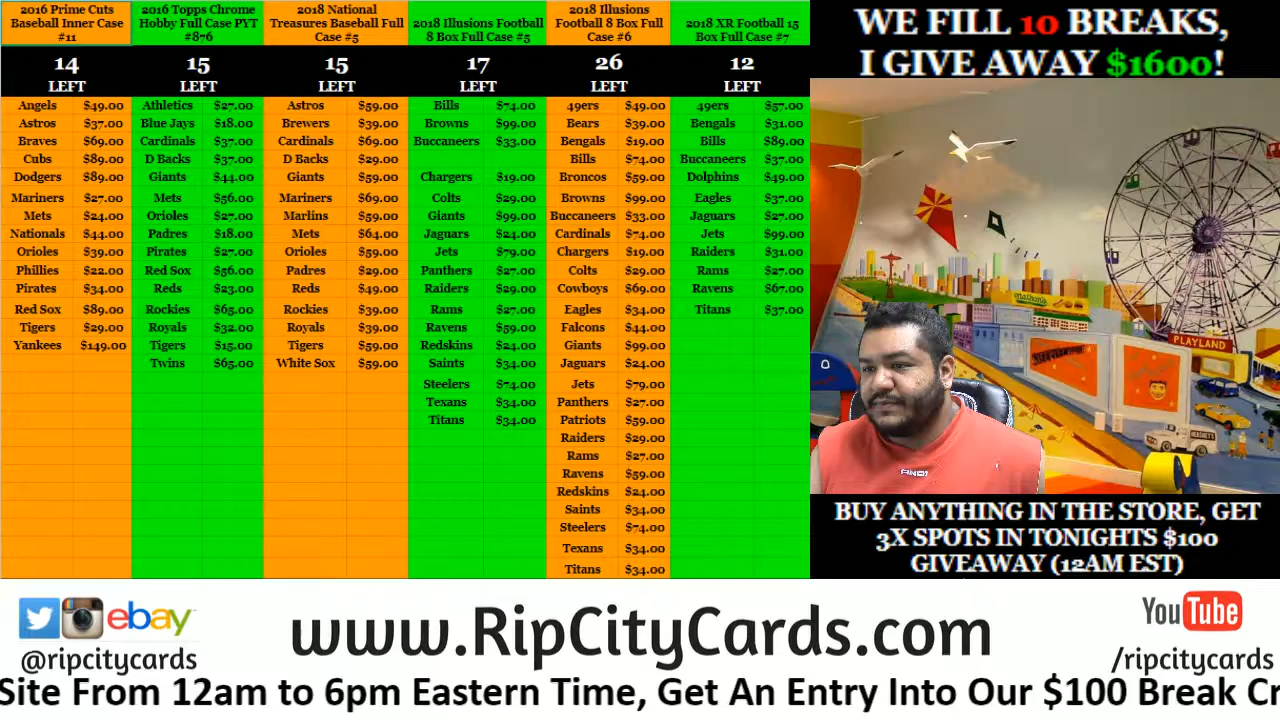 2016 Prime Cuts
Baseball Inner Case
#11
14
LEFT
Angels $49.00
Astros $37.00
Braves $69.00
Cubs $89.00
Dodgers $89.00
Mariners $27.00
Mets $24.00
Nationals $44.00
Orioles $39.00
Phillies $22.00
Pirates $34.00
Red Sox $89.00
Tigers $29.00
Yankees $149.00
2016 Topps Chrome
Hobby Full Case PYT
#876
15
LEFT
Athletics $27.00
Blue Jays $18.00
Cardinals $37.00
D Backs $37.00
Giants $44.00
Mets $56.00
Orioles $27.00
Padres $18.00
Pirates $27.00
Red Sox $56.00
Reds $23.00
Rockies $65.00
Royals $32.00
Tigers $15.00
Twins $65.00
2018 National
Treasures Baseball Full
Case #5
15
LEFT
Astros $59.00
Brewers $39.00
Cardinals $69.00
D Backs $29.00
Giants $59.00
Mariners $69.00
Marlins $59.00
Mets $64.00
Orioles $59.00
Padres $29.00
Reds $49.00
Rockies $39.00
Royals $39.00
Tigers $59.00
White Sox $59.00
2018 Illusions Football
8 Box Full Case #5
17
LEFT
Bills $74.00
Browns $99.00
Buccaneers $33.00
Chargers $19.00
Colts $29.00
Giants $99.00
Jaguars $24.00
Jets $79.00
Panthers $27.00
Raiders $29.00
Rams $27.00
Ravens $59.00
Redskins $24.00
Saints $34.00
Steelers $74.00
Texans $34.00
Titans $34.00
2018 Illusions
Football 8 Box Full
Case #6
26
LEFT
49ers $49.00
Bears $39.00
Bengals $19.00
Bills $74.00
Broncos $59.00
Browns $99.00
Buccaneers $33.00
Cardinals $74.00
Chargers $19.00
Colts $29.00
Cowboys $69.00
Eagles $34.00
Falcons $44.00
Giants $99.00
Jaguars $24.00
Jets $79.00
Panthers $27.00
Patriots $59.00
Raiders $29.00
Rams $27.00
Ravens $59.00
Redskins $24.00
Saints $34.00
Steelers $74.00
Texans $34.00
Titans $34.00
2018 XR Football 15
Box Full Case #7
12
LEFT
49ers $57.00
Bengals $31.00
Bills $89.00
Buccaneers $37.00
Dolphins $49.00
Eagles $37.00
Jaguars $27.00
Jets $99.00
Raiders $31.00
Rams $27.00
Ravens $67.00
Titans $37.00
WE FILL 10 BREAKS,
I GIVE AWAY $1600!
Nathan's
PLAYLAND
AND1
BUY ANYTHING IN THE STORE, GET
3X SPOTS IN TONIGHTS $100
GIVEAWAY (12AM EST)
ebay
@ripcitycards
www.RipCityCards.com
YouTube
/ripcitycards
Site From 12am to 6pm Eastern Time, Get An Entry Into Our $100 Break Cr